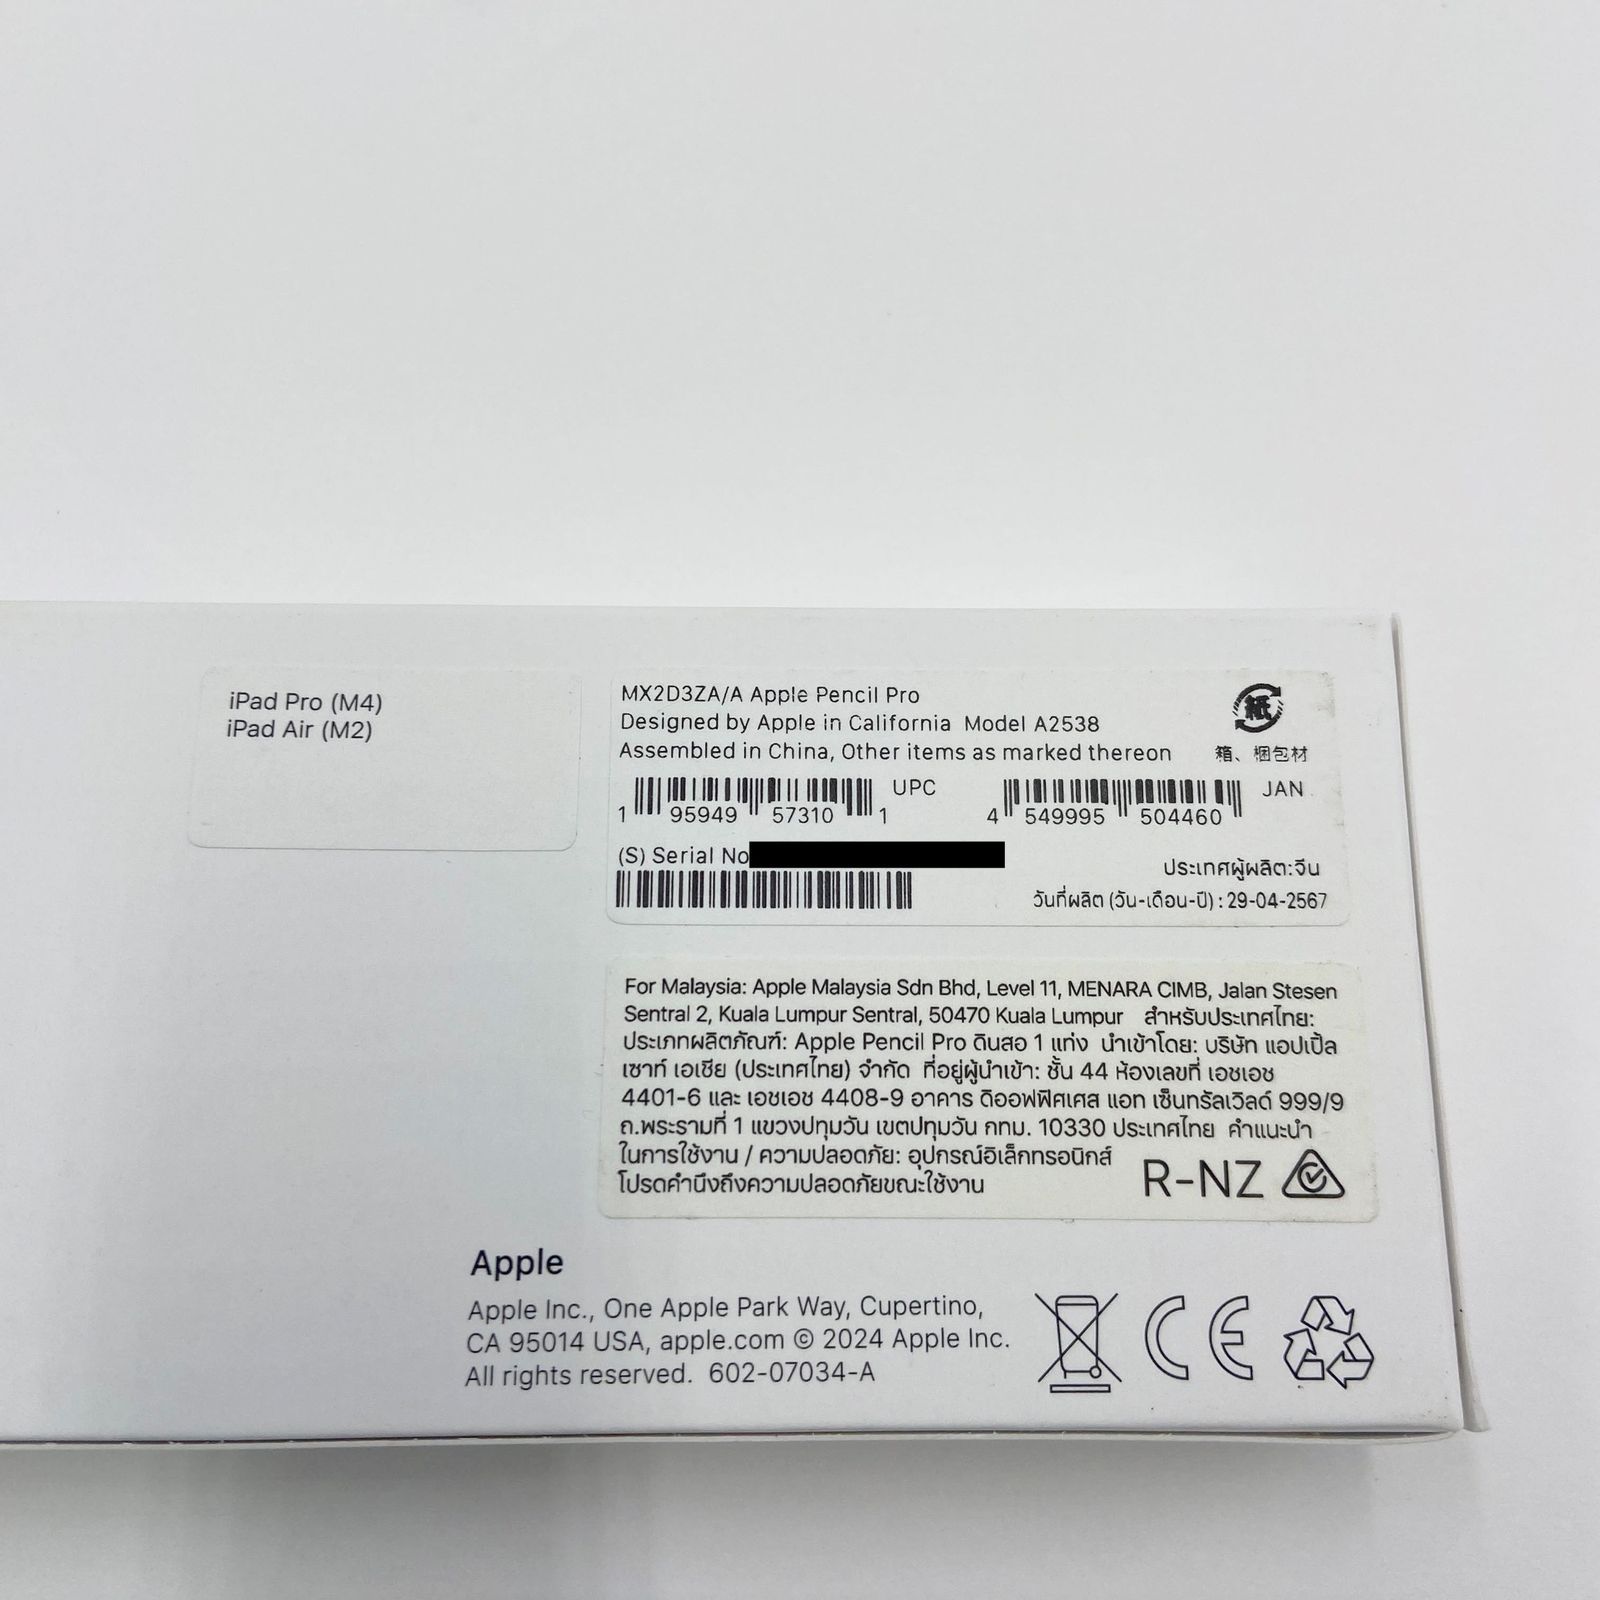 iPad Pro (M4)
iPad Air (M2)
MX2D3ZA/A Apple Pencil Pro
Designed by Apple in California Model A2538
Assembled in China, Other items as marked thereon
紙
箱、梱包材
1 95949 57310 1 UPC
4 549995 504460 JAN
(S) Serial No
ประเทศผู้ผลิต:จีน
วันที่ผลิต (วัน-เดือน-ปี) : 29-04-2567
For Malaysia: Apple Malaysia Sdn Bhd, Level 11, MENARA CIMB, Jalan Stesen
Sentral 2, Kuala Lumpur Sentral, 50470 Kuala Lumpur สำหรับประเทศไทย:
ประเภทผลิตภัณฑ์: Apple Pencil Pro ดินสอ 1 แท่ง นำเข้าโดย: บริษัท แอปเปิ้ล
เซาท์ เอเชีย (ประเทศไทย) จำกัด ที่อยู่ผู้นำเข้า: ชั้น 44 ห้องเลขที่ เอชเอช
4401-6 และ เอชเอช 4408-9 อาคาร ดิออฟฟิศเศส แอท เซ็นทรัลเวิลด์ 999/9
ถ.พระรามที่ 1 แขวงปทุมวัน เขตปทุมวัน กทม. 10330 ประเทศไทย คำแนะนำ
ในการใช้งาน / ความปลอดภัย: อุปกรณ์อิเล็กทรอนิกส์
โปรดคำนึงถึงความปลอดภัยขณะใช้งาน
R-NZ
Apple
Apple Inc., One Apple Park Way, Cupertino,
CA 95014 USA, apple.com © 2024 Apple Inc.
All rights reserved. 602-07034-A
CE